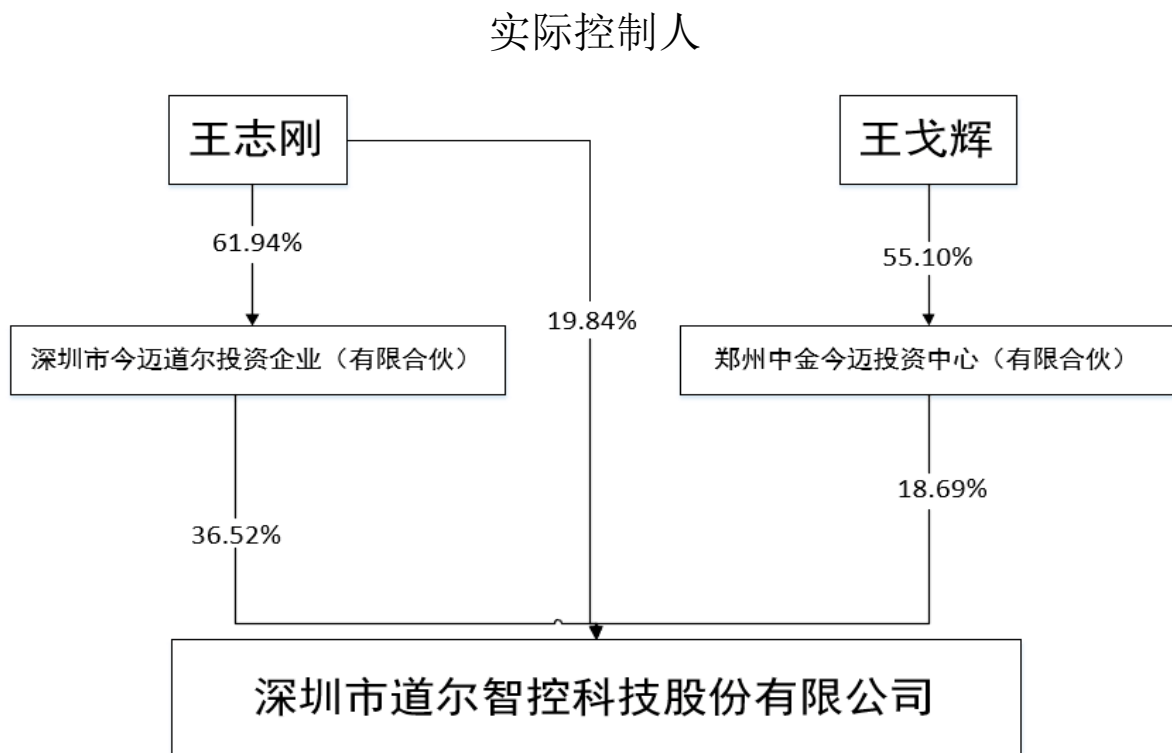 实际控制人
王志刚
王戈辉
61.94%
55.10%
19.84%
深圳市今迈道尔投资企业（有限合伙）
郑州中金今迈投资中心（有限合伙）
18.69%
36.52%
深圳市道尔智控科技股份有限公司